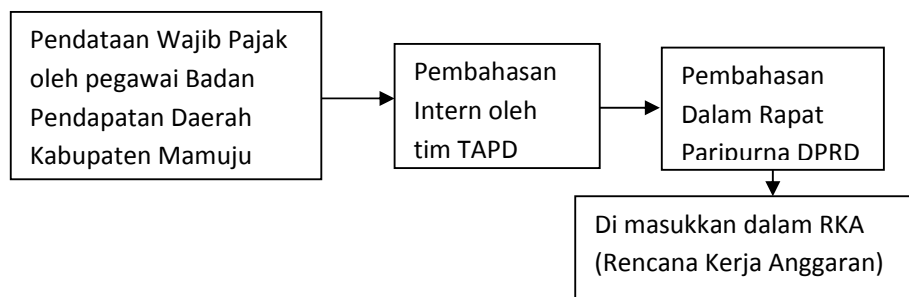 Pendataan Wajib Pajak
oleh pegawai Badan
Pendapatan Daerah
Kabupaten Mamuju
Pembahasan
Intern oleh
tim TAPD
Pembahasan
Dalam Rapat
Paripurna DPRD
Di masukkan dalam RKA
(Rencana Kerja Anggaran)